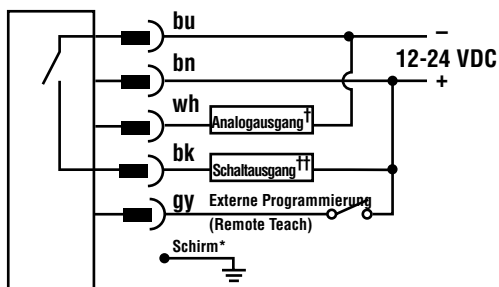 bu
–
12-24 VDC
bn
+
wh
Analogausgang†
bk
Schaltausgang††
gy
Externe Programmierung
(Remote Teach)
Schirm*